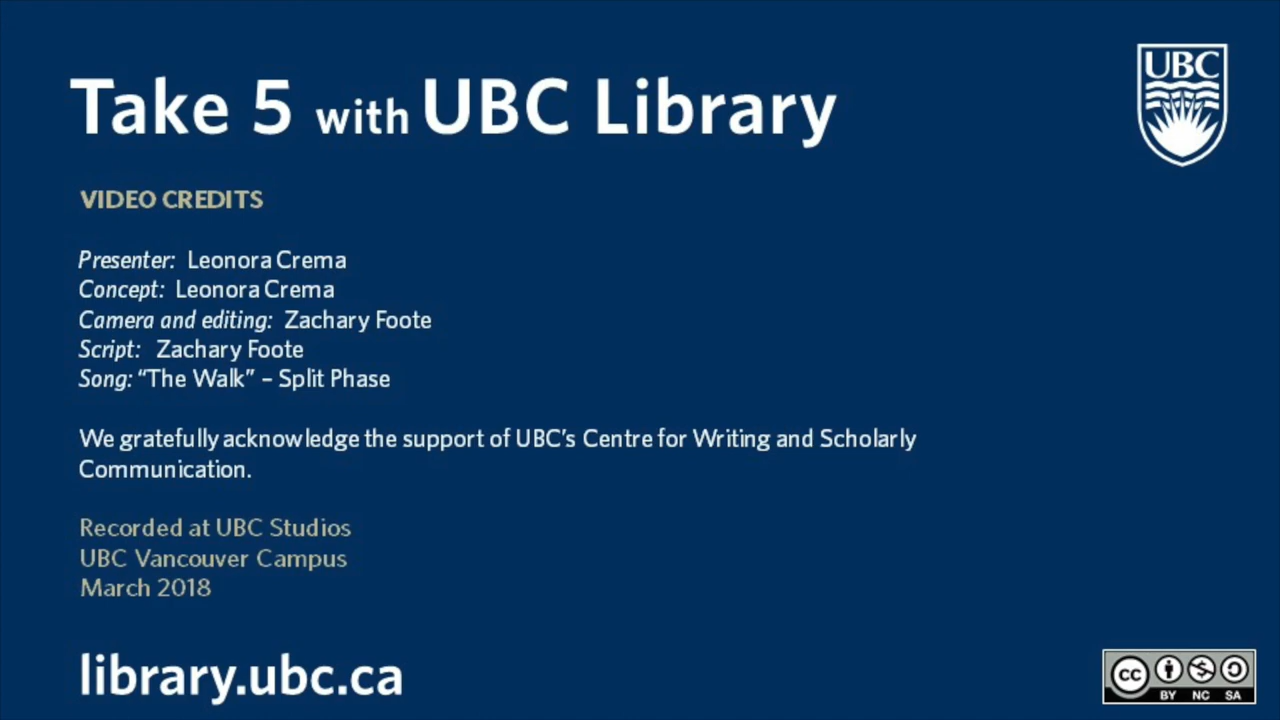 Take 5 with UBC Library
UBC
VIDEO CREDITS
Presenter: Leonora Crema
Concept: Leonora Crema
Camera and editing: Zachary Foote
Script: Zachary Foote
Song: “The Walk” – Split Phase
We gratefully acknowledge the support of UBC’s Centre for Writing and Scholarly
Communication.
Recorded at UBC Studios
UBC Vancouver Campus
March 2018
library.ubc.ca
cc
BY NC SA